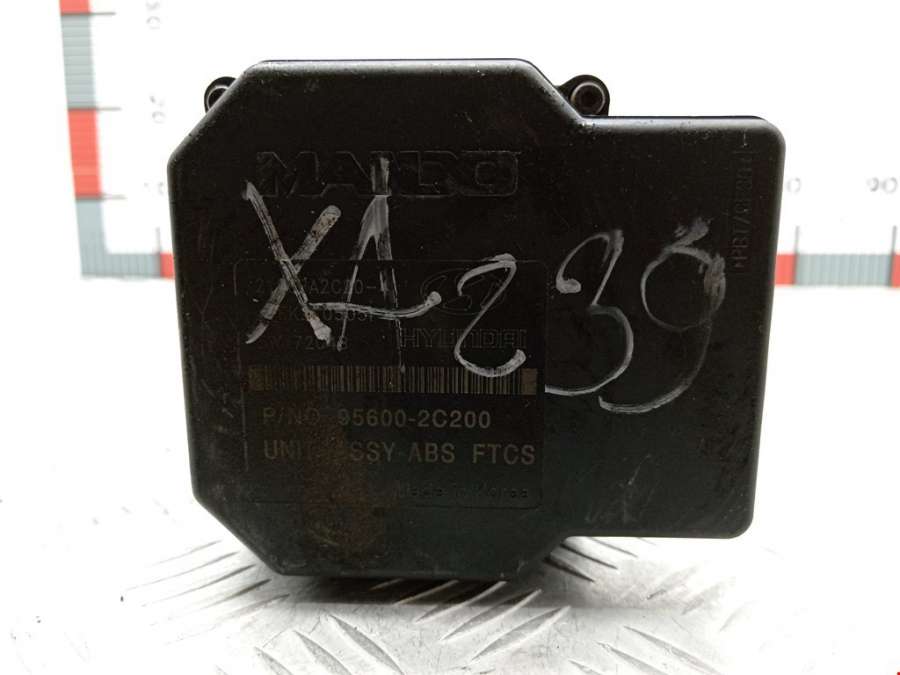 MANDO
XA 239
HYUNDAI
P/NO 95600-2C200
UNIT ASSY-ABS FTCS
Made in Korea